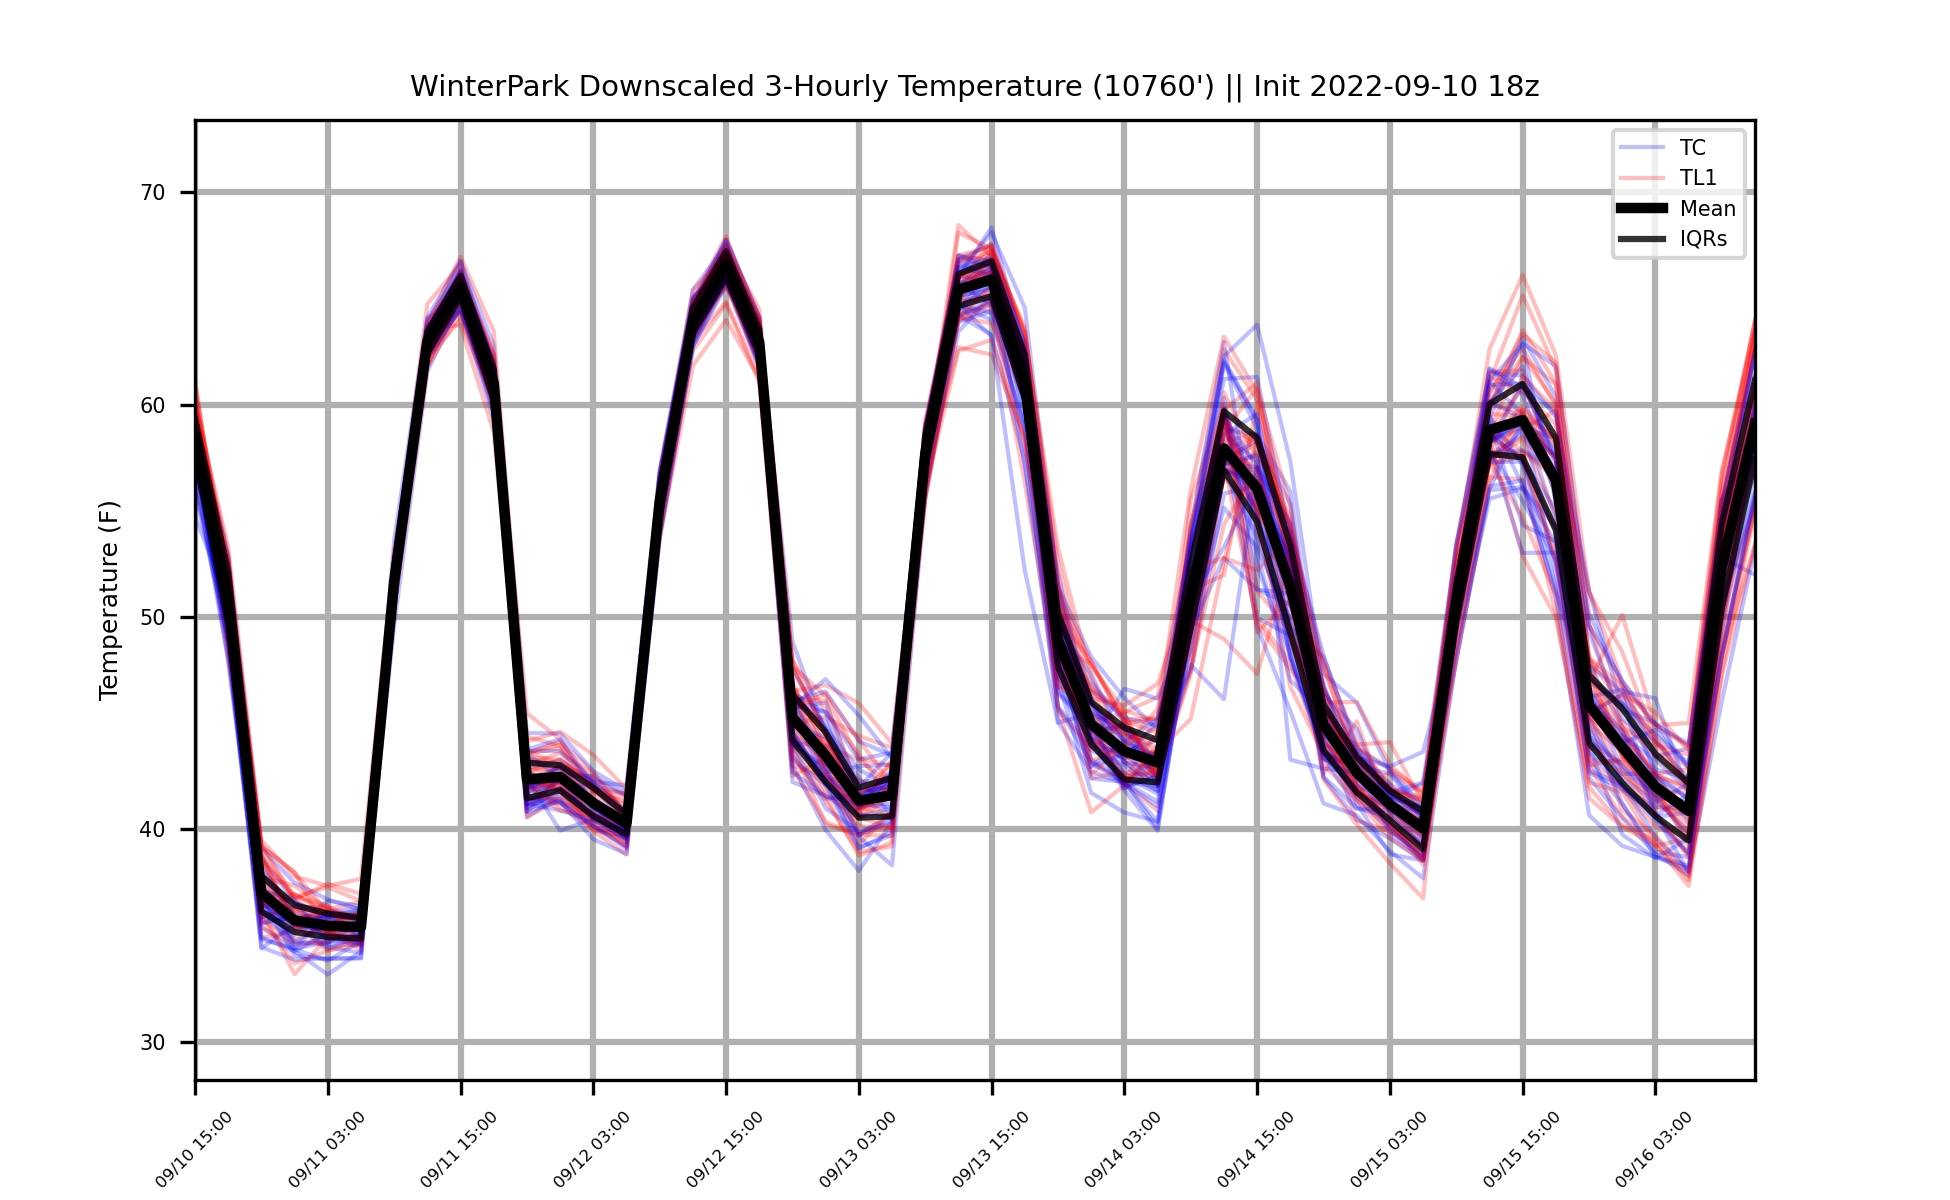 WinterPark Downscaled 3-Hourly Temperature (10760') || Init 2022-09-10 18z
TC
TL1
Mean
IQRs
Temperature (F)
70
60
50
40
30
09/10 15:00
09/11 03:00
09/11 15:00
09/12 03:00
09/12 15:00
09/13 03:00
09/13 15:00
09/14 03:00
09/14 15:00
09/15 03:00
09/15 15:00
09/16 03:00